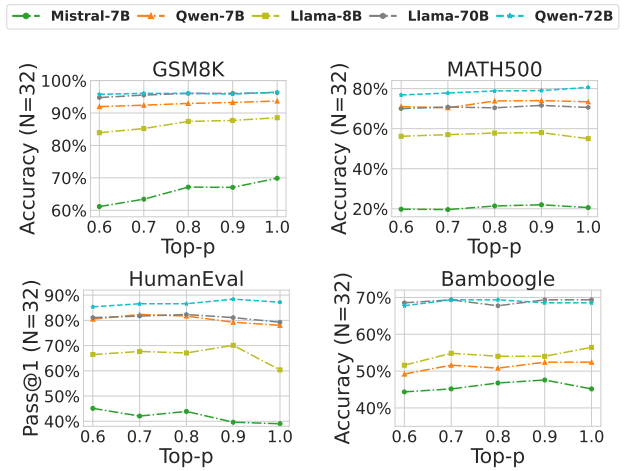 Mistral-7B Qwen-7B Llama-8B Llama-70B Qwen-72B
GSM8K
Accuracy (N=32)
100%
90%
80%
70%
60%
0.6 0.7 0.8 0.9 1.0
Top-p
MATH500
Accuracy (N=32)
80%
60%
40%
20%
0.6 0.7 0.8 0.9 1.0
Top-p
HumanEval
Pass@1 (N=32)
90%
80%
70%
60%
50%
40%
0.6 0.7 0.8 0.9 1.0
Top-p
Bamboogle
Accuracy (N=32)
70%
60%
50%
40%
0.6 0.7 0.8 0.9 1.0
Top-p